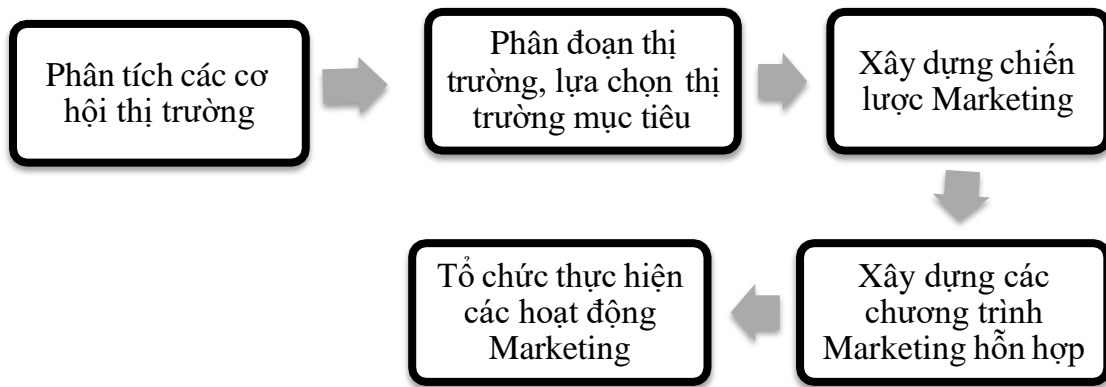 Phân tích các cơ
hội thị trường
Phân đoạn thị
trường, lựa chọn thị
trường mục tiêu
Xây dựng chiến
lược Marketing
Xây dựng các
chương trình
Marketing hỗn hợp
Tổ chức thực hiện
các hoạt động
Marketing